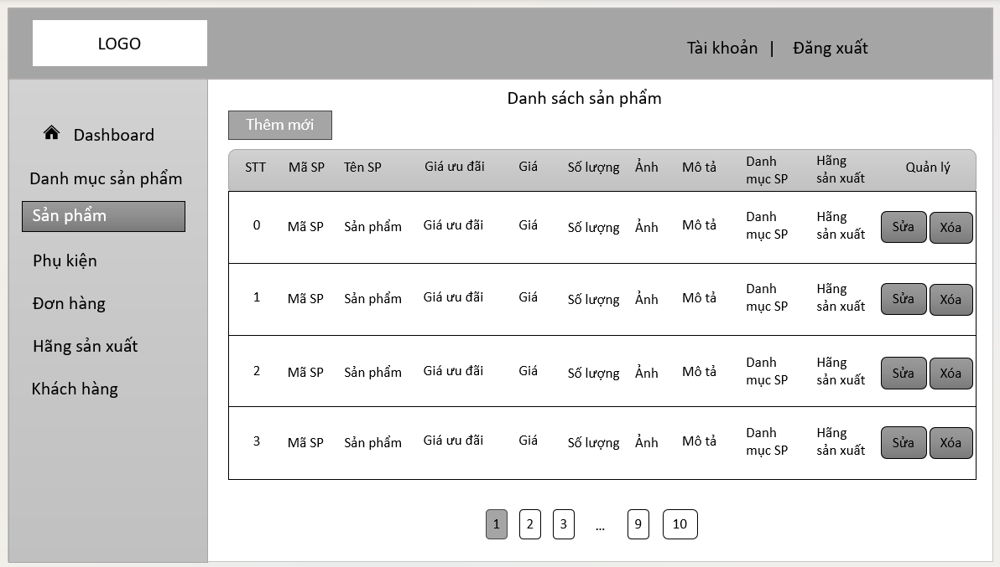 LOGO
Tài khoản | Đăng xuất
Dashboard
Danh mục sản phẩm
Sản phẩm
Phụ kiện
Đơn hàng
Hãng sản xuất
Khách hàng
Danh sách sản phẩm
Thêm mới
STT Mã SP Tên SP Giá ưu đãi Giá Số lượng Ảnh Mô tả Danh mục SP Hãng sản xuất Quản lý
0 Mã SP Sản phẩm Giá ưu đãi Giá Số lượng Ảnh Mô tả Danh mục SP Hãng sản xuất Sửa Xóa
1 Mã SP Sản phẩm Giá ưu đãi Giá Số lượng Ảnh Mô tả Danh mục SP Hãng sản xuất Sửa Xóa
2 Mã SP Sản phẩm Giá ưu đãi Giá Số lượng Ảnh Mô tả Danh mục SP Hãng sản xuất Sửa Xóa
3 Mã SP Sản phẩm Giá ưu đãi Giá Số lượng Ảnh Mô tả Danh mục SP Hãng sản xuất Sửa Xóa
1 2 3 ... 9 10